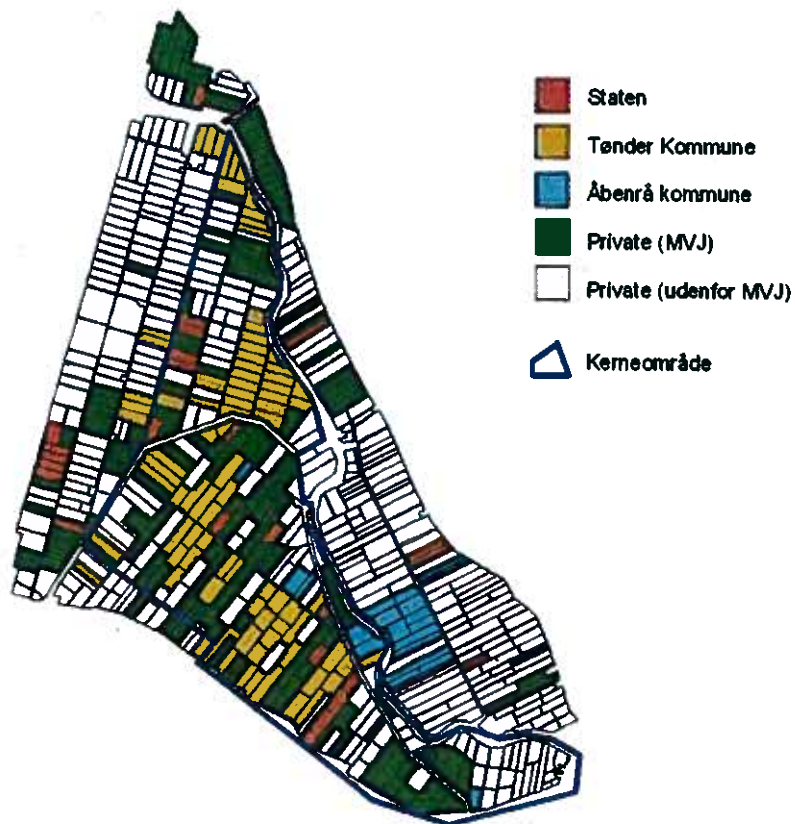 Staten
Tønder Kommune
Åbenrå kommune
Private (MVJ)
Private (udenfor MVJ)
Kerneområde